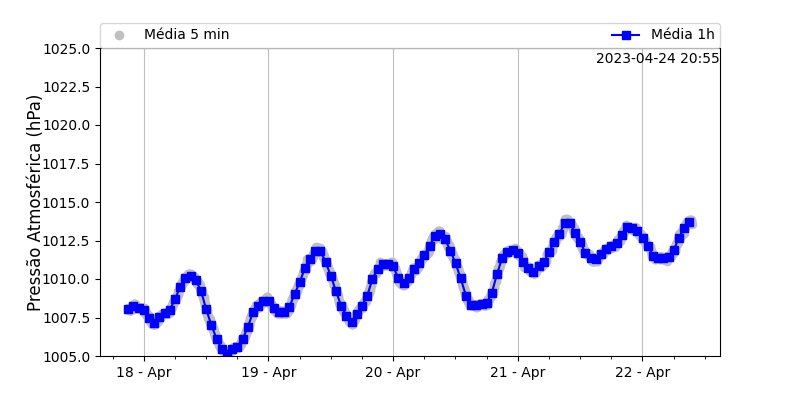 Média 5 min
Média 1h
2023-04-24 20:55
Pressão Atmosférica (hPa)
1025.0
1022.5
1020.0
1017.5
1015.0
1012.5
1010.0
1007.5
1005.0
18 - Apr
19 - Apr
20 - Apr
21 - Apr
22 - Apr